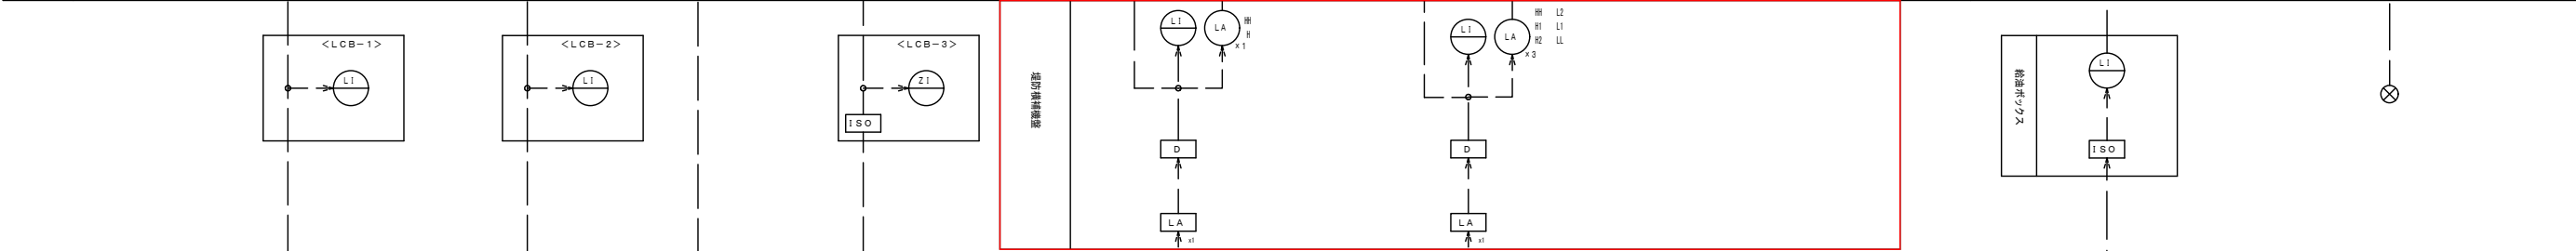 <LCB-1>
LI
<LCB-2>
LI
<LCB-3>
ZI
ISO
堤防横補機盤
LI
LA
HH
H
×1
D
LA
x1
LI
LA
HH L2
H1 L1
H2 LL
×3
D
LA
x1
給油ボックス
LI
ISO